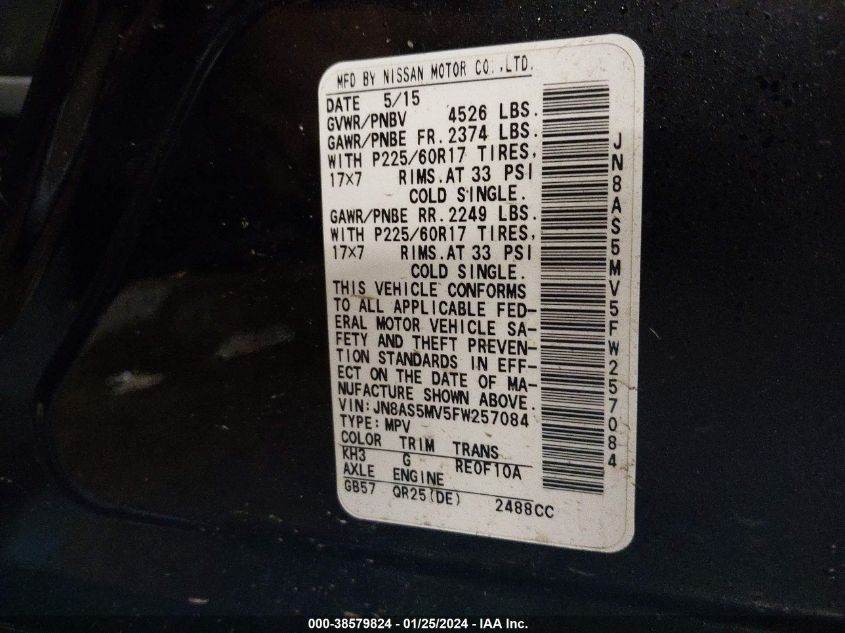 MFD BY NISSAN MOTOR CO.,LTD.
DATE 5/15
GVWR/PNBV 4526 LBS.
GAWR/PNBE FR. 2374 LBS.
WITH P225/60R17 TIRES,
17×7 RIMS.AT 33 PSI
COLD SINGLE.
GAWR/PNBE RR. 2249 LBS.
WITH P225/60R17 TIRES,
17×7 RIMS.AT 33 PSI
COLD SINGLE.
THIS VEHICLE CONFORMS
TO ALL APPLICABLE FED-
ERAL MOTOR VEHICLE SA-
FETY AND THEFT PREVEN-
TION STANDARDS IN EFF-
ECT ON THE DATE OF MA-
NUFACTURE SHOWN ABOVE.
VIN: JN8AS5MV5FW257084
TYPE: MPV
COLOR TRIM TRANS
KH3 G RE0F10A
AXLE ENGINE
GB57 QR25(DE) 2488CC
JN8AS5MV5FW257084
000-38579824 - 01/25/2024 - IAA Inc.